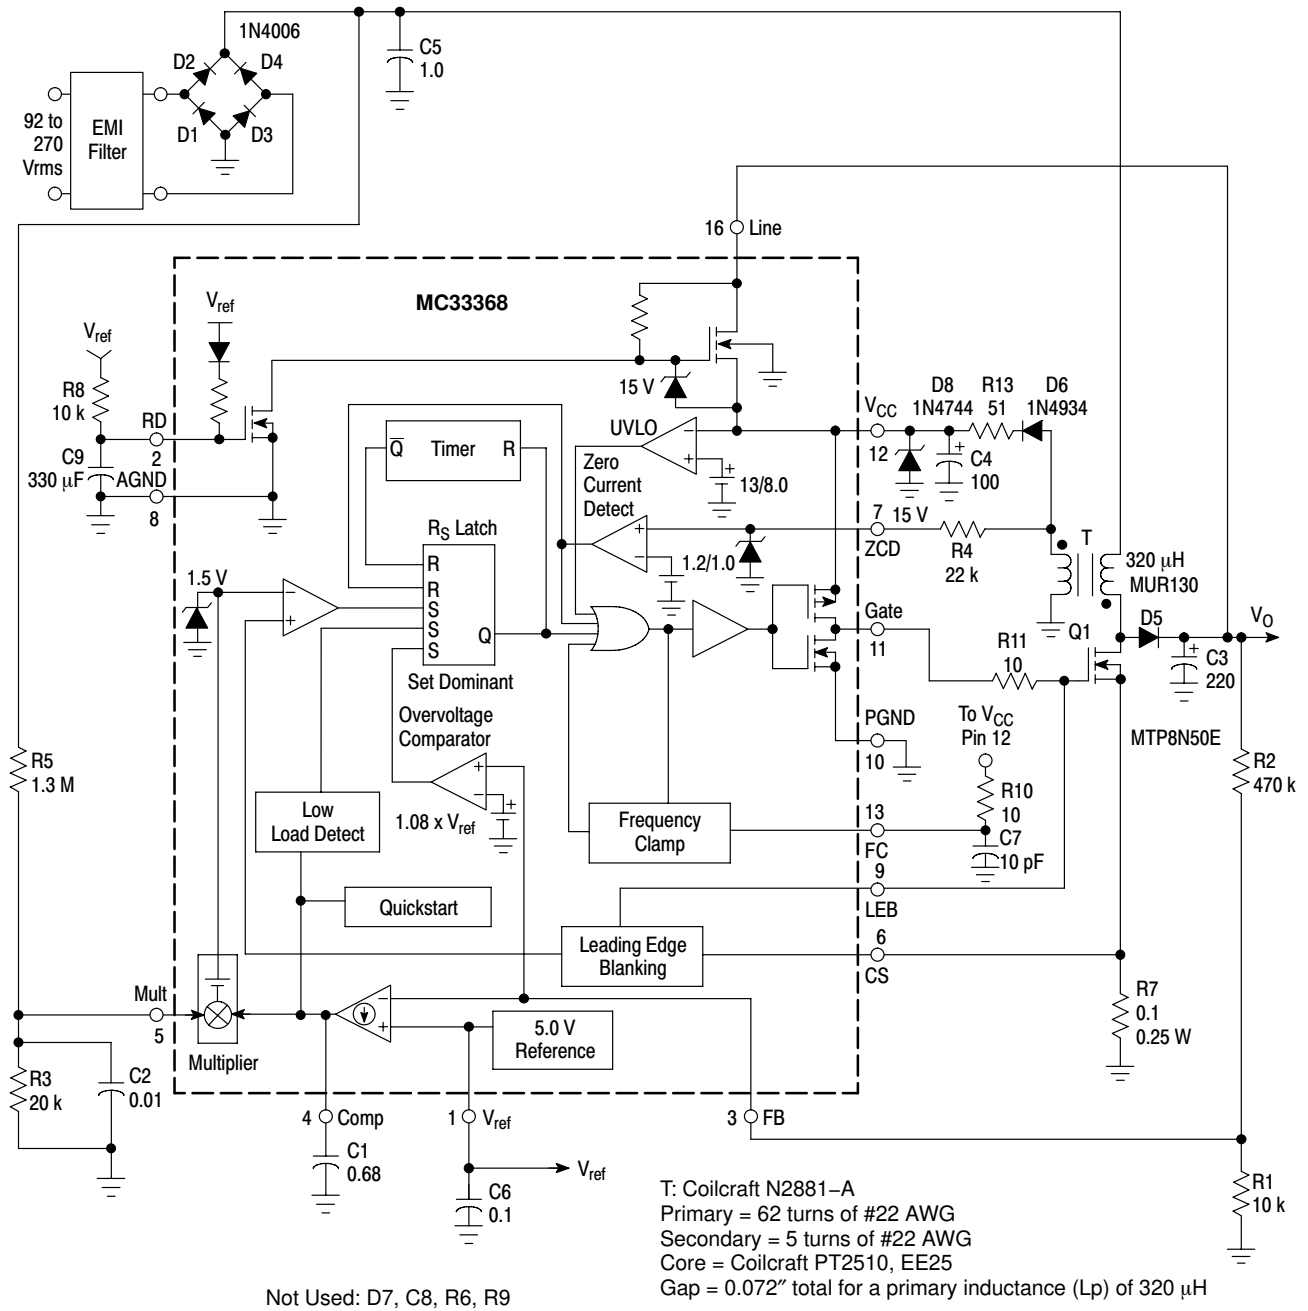 1N4006
D2
D4
D1
D3
C5
1.0
92 to
270
Vrms
EMI
Filter
16
Line
MC33368
Vref
Vref
R8
10 k
RD
2
C9
330 μF
AGND
8
15 V
UVLO
VCC
12
D8
1N4744
R13
51
D6
1N4934
C4
100
13/8.0
Q̅
Timer
R
Zero
Current
Detect
RS Latch
R
R
S
S
S
Q
Set Dominant
1.2/1.0
7
15 V
ZCD
R4
22 k
T
320 μH
MUR130
1.5 V
Gate
11
R11
10
Q1
D5
VO
C3
220
MTP8N50E
PGND
10
To VCC
Pin 12
R10
10
R2
470 k
R5
1.3 M
Overvoltage
Comparator
1.08 x Vref
Low
Load Detect
Frequency
Clamp
13
FC
C7
10 pF
9
LEB
Quickstart
Leading Edge
Blanking
6
CS
R7
0.1
0.25 W
Mult
5
Multiplier
5.0 V
Reference
R3
20 k
C2
0.01
4
Comp
1
Vref
3
FB
C1
0.68
Vref
C6
0.1
R1
10 k
T: Coilcraft N2881−A
Primary = 62 turns of #22 AWG
Secondary = 5 turns of #22 AWG
Core = Coilcraft PT2510, EE25
Gap = 0.072″ total for a primary inductance (Lp) of 320 μH
Not Used: D7, C8, R6, R9